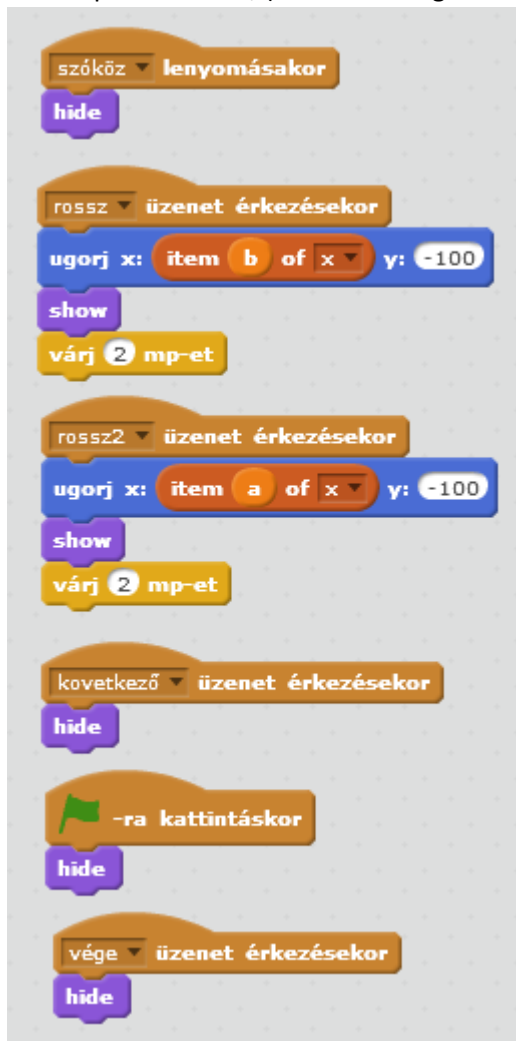 szóköz lenyomásakor
hide
rossz üzenet érkezésekor
ugorj x: item b of x y: -100
show
várj 2 mp-et
rossz2 üzenet érkezésekor
ugorj x: item a of x y: -100
show
várj 2 mp-et
kovetkező üzenet érkezésekor
hide
-ra kattintáskor
hide
vége üzenet érkezésekor
hide